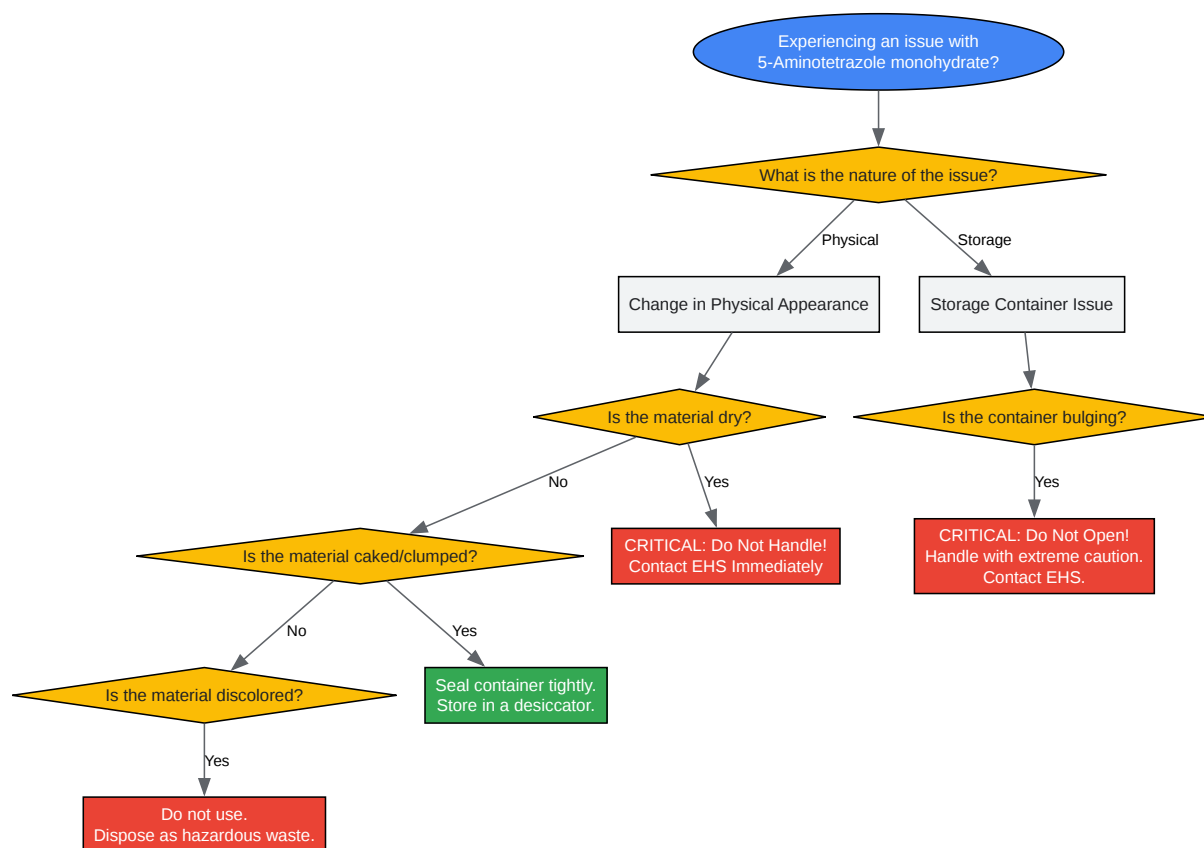 Experiencing an issue with
5-Aminotetrazole monohydrate?
What is the nature of the issue?
Physical
Storage
Change in Physical Appearance
Storage Container Issue
Is the material dry?
Is the container bulging?
No
Yes
Yes
Is the material caked/clumped?
CRITICAL: Do Not Handle!
Contact EHS Immediately
CRITICAL: Do Not Open!
Handle with extreme caution.
Contact EHS.
No
Yes
Is the material discolored?
Seal container tightly.
Store in a desiccator.
Yes
Do not use.
Dispose as hazardous waste.